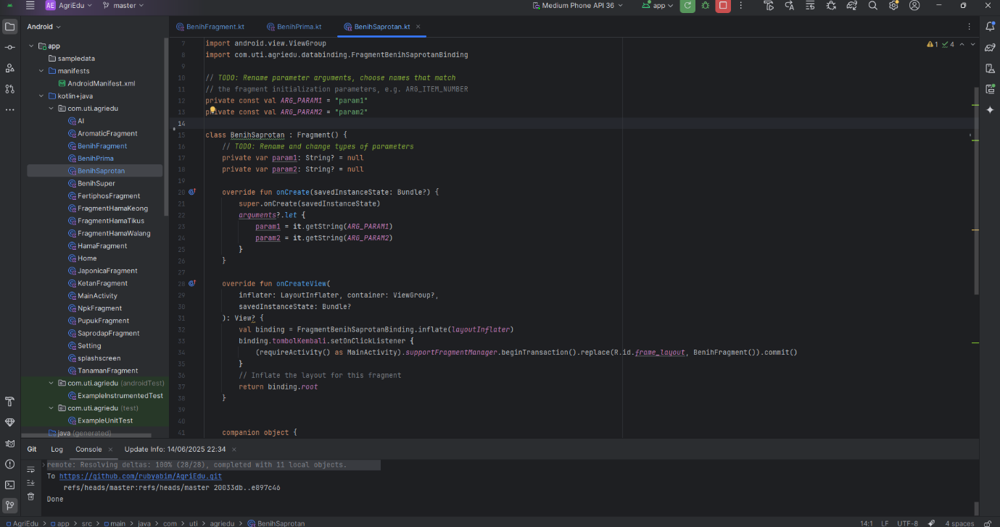 AE AgriEdu master Medium Phone API 36 app
Android
BenihFragment.kt BenihPrima.kt BenihSaprotan.kt
app
sampledata
manifests
AndroidManifest.xml
kotlin+java
com.uti.agriedu
AI
AromaticFragment
BenihFragment
BenihPrima
BenihSaprotan
BenihSuper
FertiphosFragment
FragmentHamaKeong
FragmentHamaTikus
FragmentHamaWalang
HamaFragment
Home
JaponicaFragment
KetanFragment
MainActivity
NpkFragment
PupukFragment
SaprodapFragment
Setting
splashscreen
TanamanFragment
com.uti.agriedu (androidTest)
ExampleInstrumentedTest
com.uti.agriedu (test)
ExampleUnitTest
java (generated)
1 4
7 import android.view.ViewGroup
8 import com.uti.agriedu.databinding.FragmentBenihSaprotanBinding
9
10 // TODO: Rename parameter arguments, choose names that match
11 // the fragment initialization parameters, e.g. ARG_ITEM_NUMBER
12 private const val ARG_PARAM1 = "param1"
13 private const val ARG_PARAM2 = "param2"
14
15 class BenihSaprotan : Fragment() {
16 // TODO: Rename and change types of parameters
17 private var param1: String? = null
18 private var param2: String? = null
19
20 override fun onCreate(savedInstanceState: Bundle?) {
21 super.onCreate(savedInstanceState)
22 arguments?.let {
23 param1 = it.getString(ARG_PARAM1)
24 param2 = it.getString(ARG_PARAM2)
25 }
26 }
27
28 override fun onCreateView(
29 inflater: LayoutInflater, container: ViewGroup?,
30 savedInstanceState: Bundle?
31 ): View? {
32 val binding = FragmentBenihSaprotanBinding.inflate(layoutInflater)
33 binding.tombolKembali.setOnClickListener {
34 (requireActivity() as MainActivity).supportFragmentManager.beginTransaction().replace(R.id.frame_layout, BenihFragment()).commit()
35 }
36 // Inflate the layout for this fragment
37 return binding.root
38 }
39
40
41 companion object {
Git Log Console Update Info: 14/06/2025 22:34
remote: Resolving deltas: 100% (28/28), completed with 11 local objects.
To https://github.com/rubyabim/AgriEdu.git
refs/heads/master:refs/heads/master 20033db..e897c46
Done
AgriEdu > app > src > main > java > com > uti > agriedu > BenihSaprotan 14:1 LF UTF-8 4 spaces